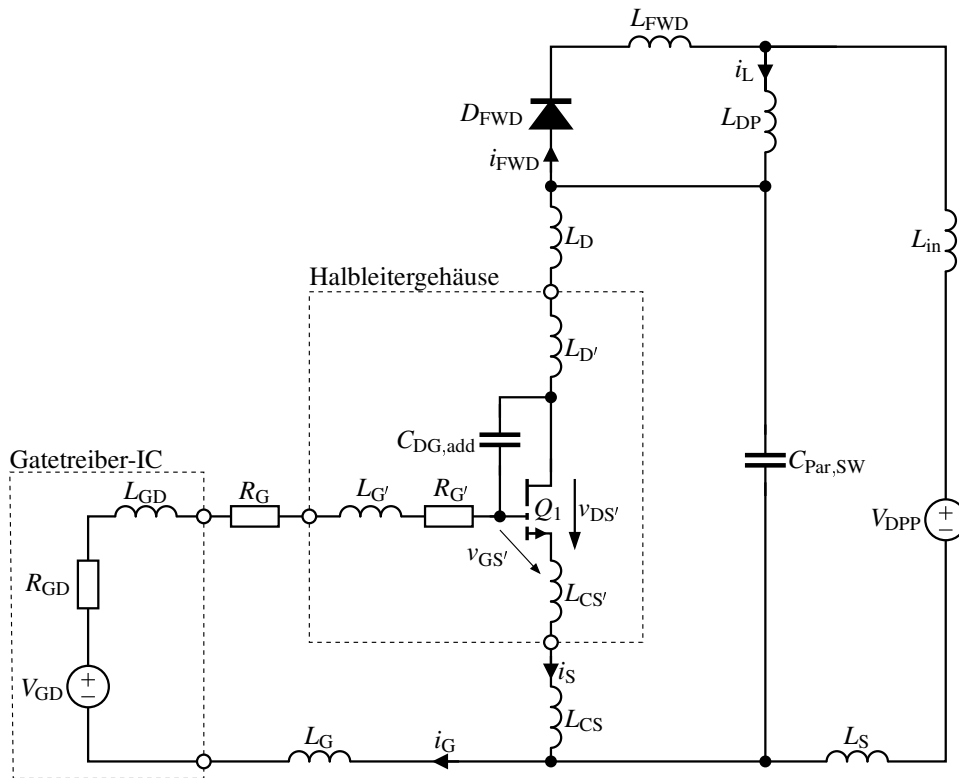 L_FWD
i_L
D_FWD
L_DP
i_FWD
L_D
L_in
Halbleitergehäuse
L_D'
C_DG,add
Gatetreiber-IC
C_Par,SW
L_GD
R_G
L_G'
R_G'
Q_1
v_DS'
V_DPP
+
−
v_GS'
R_GD
L_CS'
i_S
V_GD
+
−
L_CS
L_G
i_G
L_S